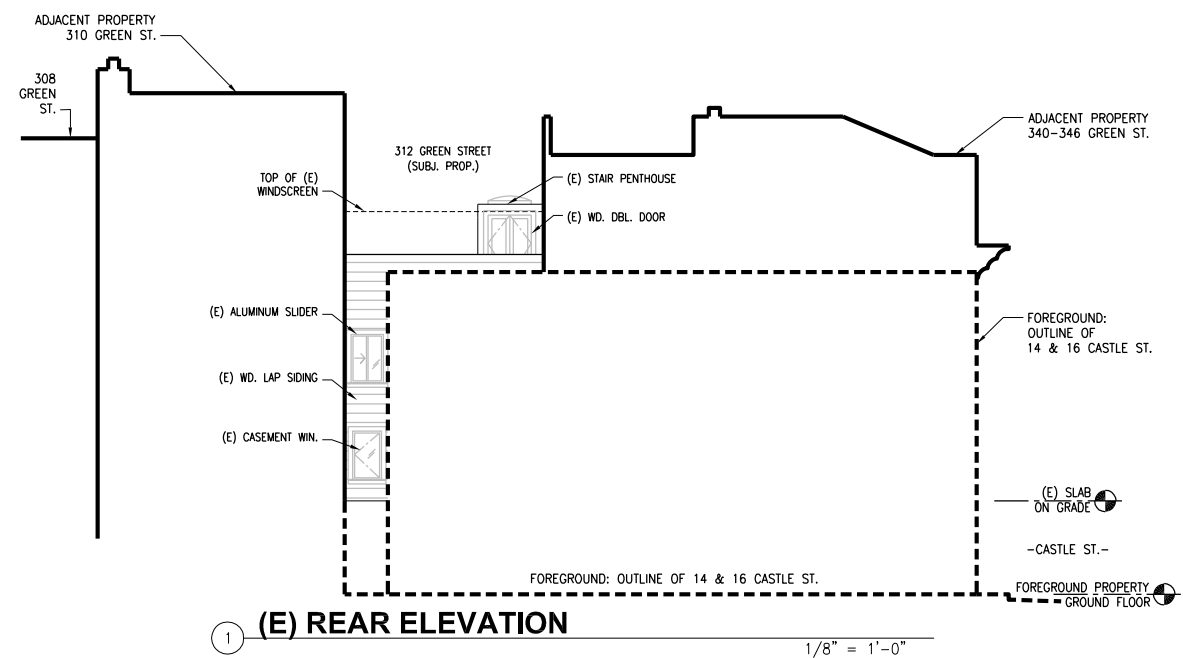 ADJACENT PROPERTY
310 GREEN ST.
308
GREEN
ST.
ADJACENT PROPERTY
340-346 GREEN ST.
312 GREEN STREET
(SUBJ. PROP.)
TOP OF (E)
WINDSCREEN
(E) STAIR PENTHOUSE
(E) WD. DBL. DOOR
(E) ALUMINUM SLIDER
FOREGROUND:
OUTLINE OF
14 & 16 CASTLE ST.
(E) WD. LAP SIDING
(E) CASEMENT WIN.
(E) SLAB
ON GRADE
-CASTLE ST.-
FOREGROUND: OUTLINE OF 14 & 16 CASTLE ST.
FOREGROUND PROPERTY
GROUND FLOOR
1
(E) REAR ELEVATION
1/8" = 1'-0"